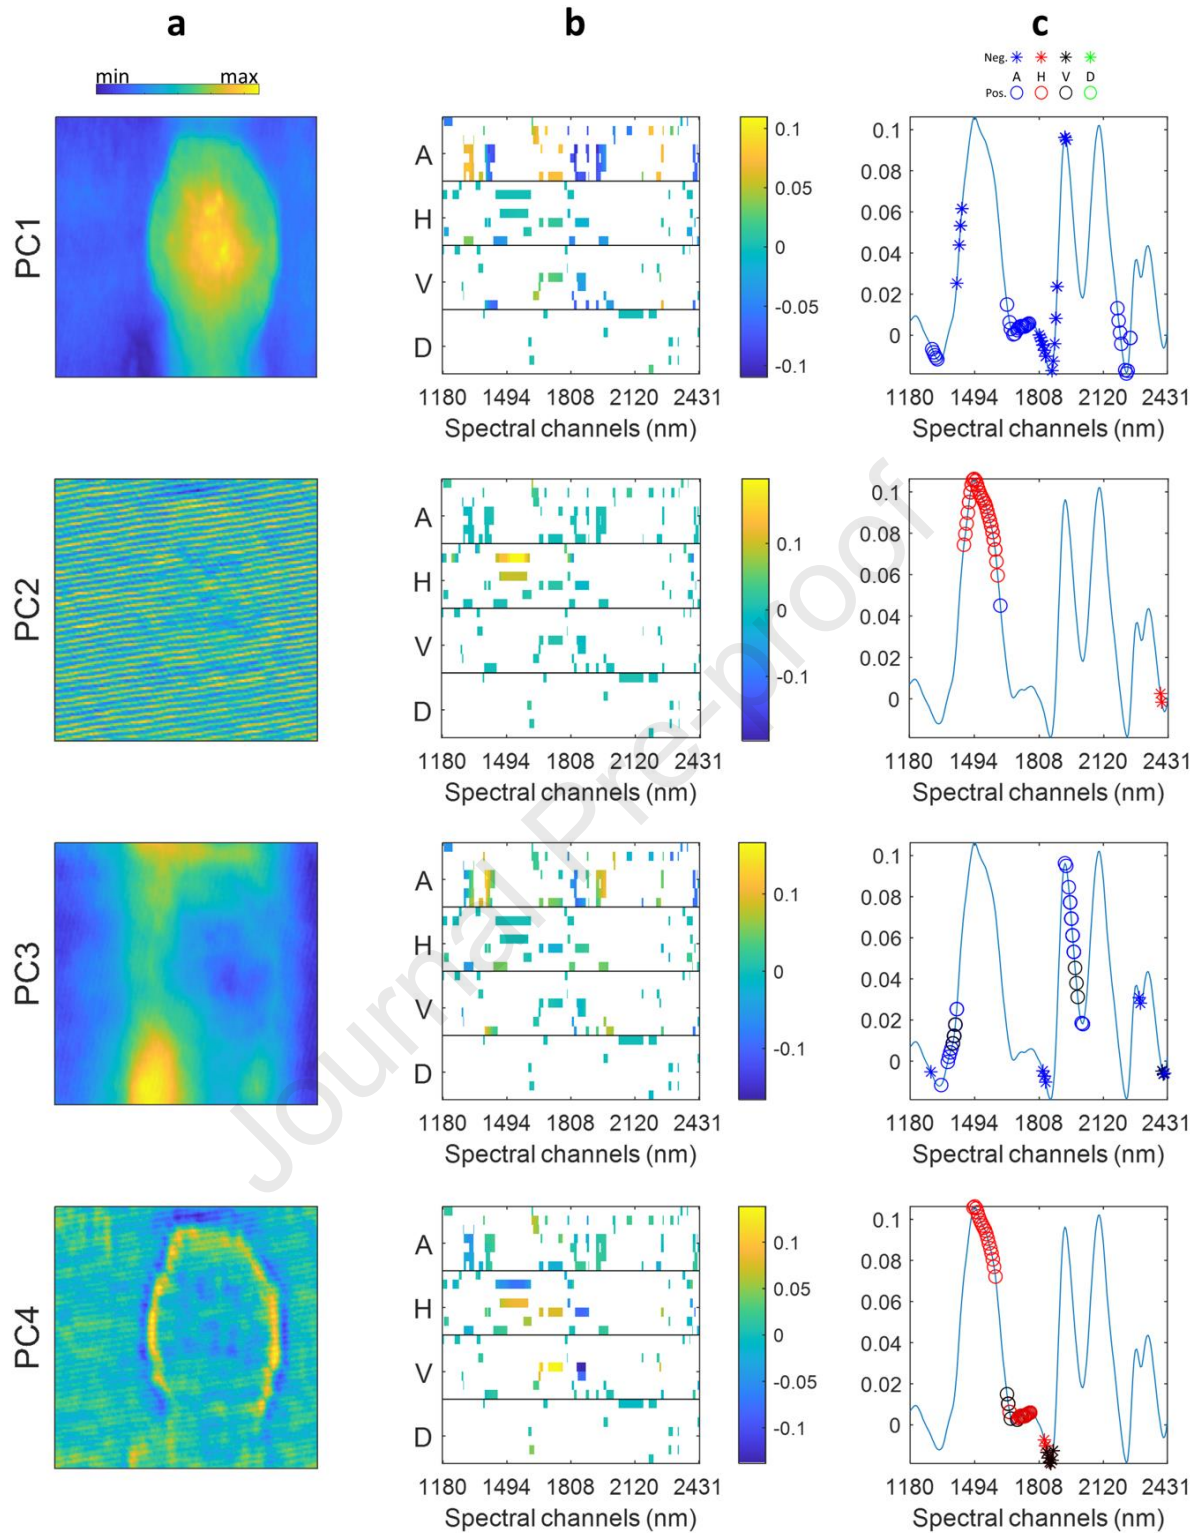 a b c
min max
Neg.
A H V D
Pos.
PC1
A
H
V
D
0.1
0.05
0
-0.05
-0.1
1180 1494 1808 2120 2431
Spectral channels (nm)
0.1
0.08
0.06
0.04
0.02
0
1180 1494 1808 2120 2431
Spectral channels (nm)
PC2
A
H
V
D
0.1
0
-0.1
1180 1494 1808 2120 2431
Spectral channels (nm)
0.1
0.08
0.06
0.04
0.02
0
1180 1494 1808 2120 2431
Spectral channels (nm)
PC3
A
H
V
D
0.1
0
-0.1
1180 1494 1808 2120 2431
Spectral channels (nm)
0.1
0.08
0.06
0.04
0.02
0
1180 1494 1808 2120 2431
Spectral channels (nm)
PC4
A
H
V
D
0.1
0.05
0
-0.05
-0.1
1180 1494 1808 2120 2431
Spectral channels (nm)
0.1
0.08
0.06
0.04
0.02
0
1180 1494 1808 2120 2431
Spectral channels (nm)
Journal Pre-proof